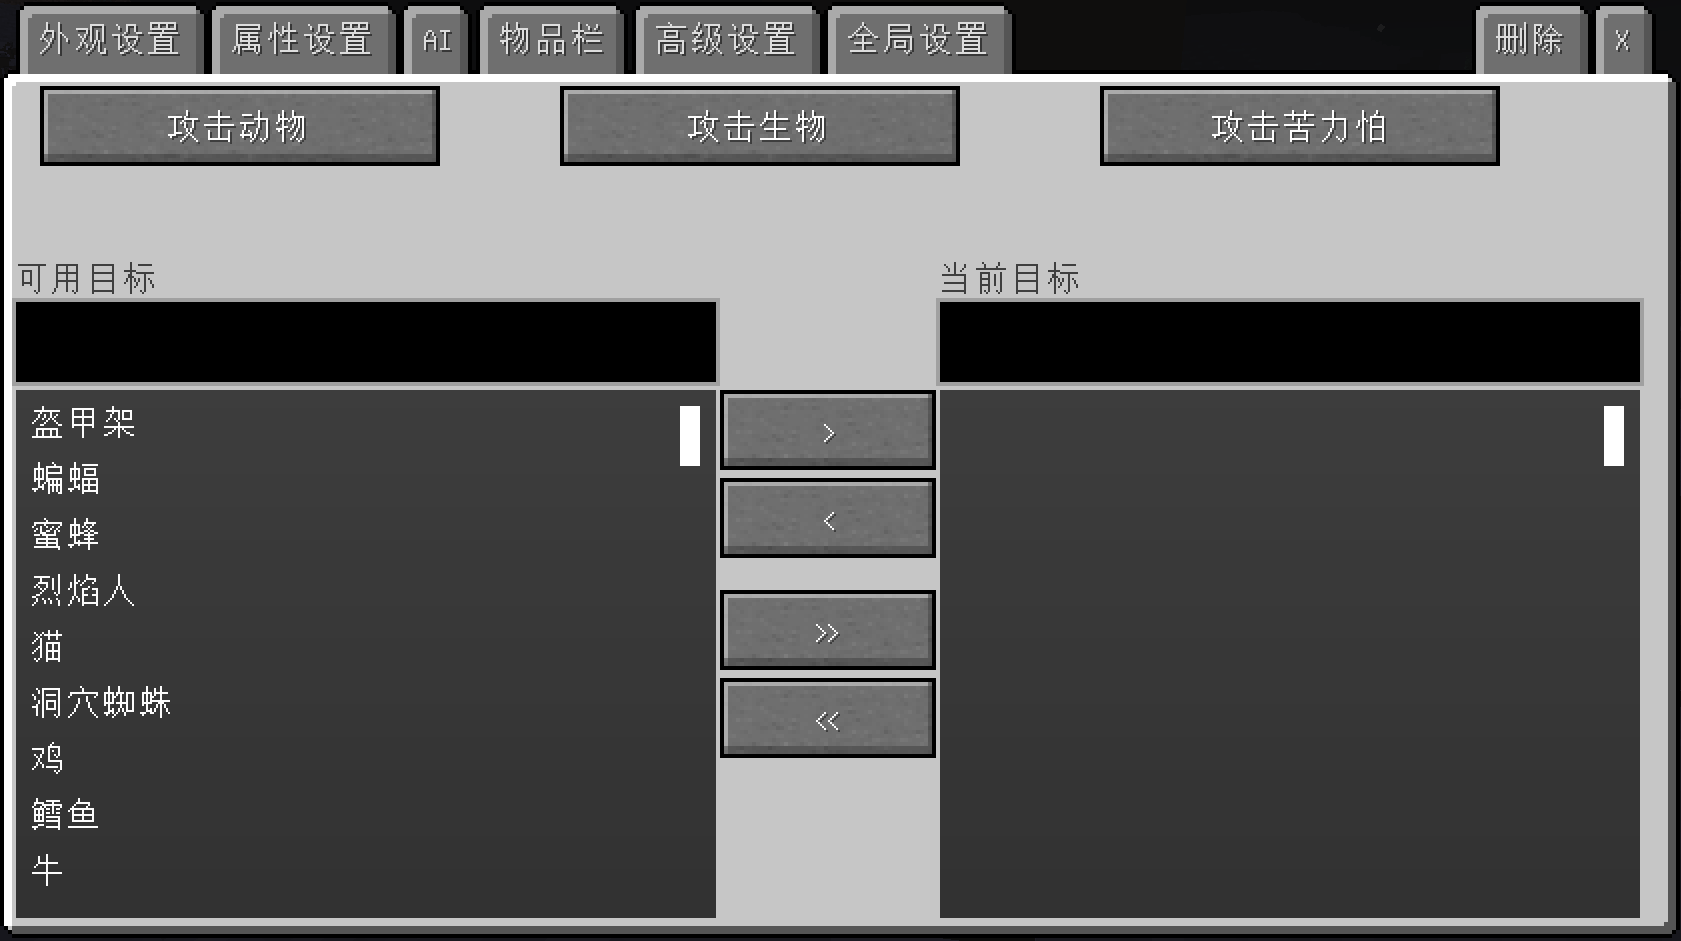 外观设置 属性设置 AI 物品栏 高级设置 全局设置 删除 X
攻击动物 攻击生物 攻击苦力怕
可用目标 当前目标
盔甲架
蝙蝠
蜜蜂
烈焰人
猫
洞穴蜘蛛
鸡
鳕鱼
牛
>
<
>>
<<